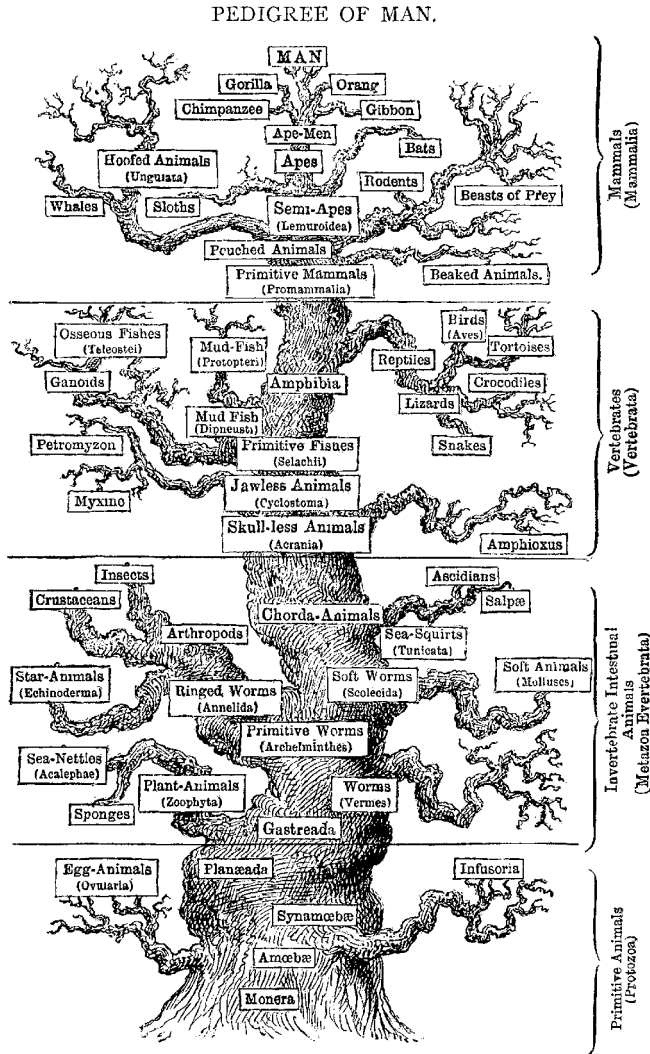 PEDIGREE OF MAN.
MAN
Gorilla
Orang
Chimpanzee
Gibbon
Ape-Men
Bats
Hoofed Animals
(Ungulata)
Apes
Rodents
Beasts of Prey
Whales
Sloths
Semi-Apes
(Lemuroidea)
Pouched Animals
Primitive Mammals
(Promammalia)
Beaked Animals.
Mammals
(Mammalia)
Osseous Fishes
(Teleostei)
Mud-Fish
(Protopteri)
Birds
(Aves)
Tortoises
Reptiles
Ganoids
Amphibia
Crocodiles
Lizards
Mud Fish
(Dipneusti)
Petromyzon
Primitive Fishes
(Selachii)
Snakes
Jawless Animals
(Cyclostoma)
Myxino
Skull-less Animals
(Acrania)
Amphioxus
Vertebrates
(Vertebrata)
Insects
Ascidians
Crustaceans
Salpæ
Chorda-Animals
Arthropods
Sea-Squirts
(Tunicata)
Star-Animals
(Echinoderma)
Ringed Worms
(Annelida)
Soft Worms
(Scolecida)
Soft Animals
(Molluscs)
Primitive Worms
(Archelminthes)
Sea-Nettles
(Acalephae)
Plant-Animals
(Zoophyta)
Worms
(Vermes)
Sponges
Gastreada
Invertebrate Intestinal
Animals
(Metazoa Evertebrata)
Egg-Animals
(Ovularia)
Planæada
Infusoria
Synamœbæ
Amœbæ
Monera
Primitive Animals
(Protozoa)